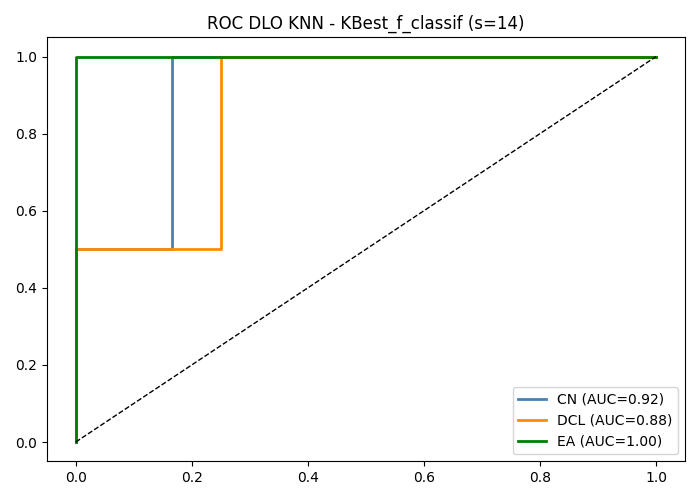 ROC DLO KNN - KBest_f_classif (s=14)
1.0
0.8
0.6
0.4
0.2
0.0
0.0 0.2 0.4 0.6 0.8 1.0
CN (AUC=0.92)
DCL (AUC=0.88)
EA (AUC=1.00)